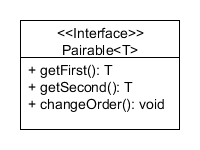 <<Interface>>
Pairable<T>
+ getFirst(): T
+ getSecond(): T
+ changeOrder(): void